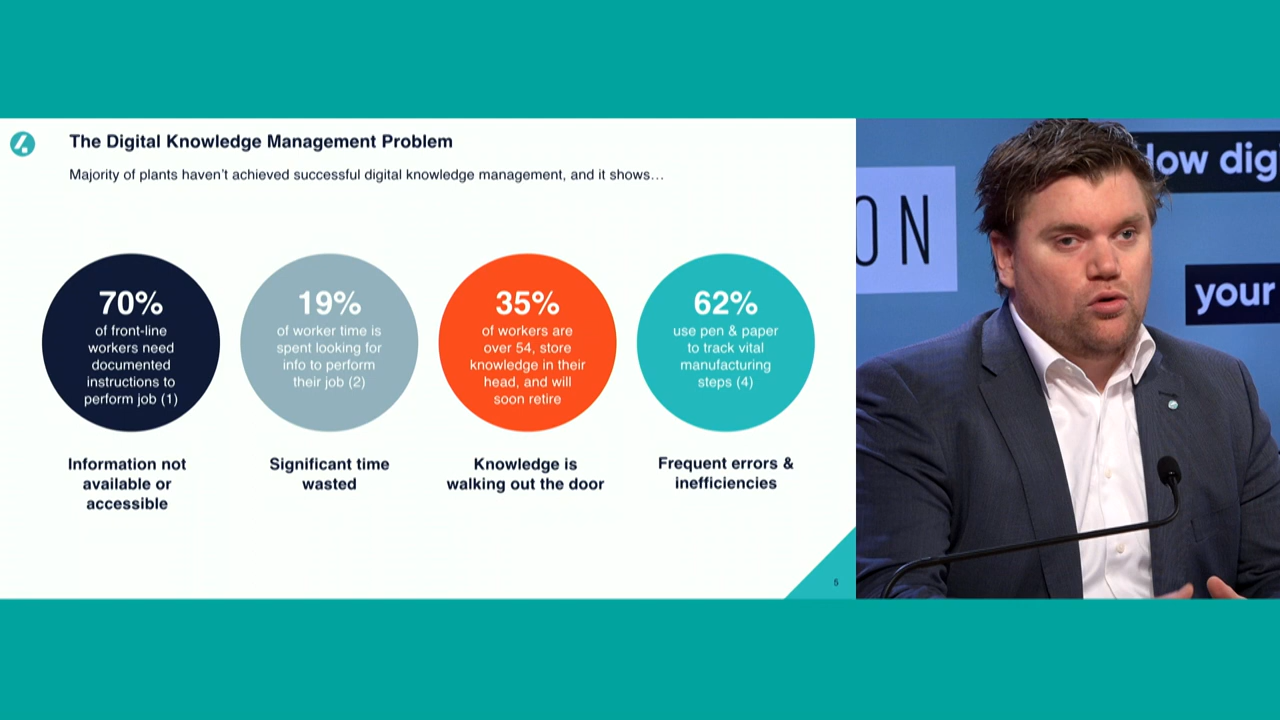 The Digital Knowledge Management Problem
Majority of plants haven't achieved successful digital knowledge management, and it shows…
70%
of front-line
workers need
documented
instructions to
perform job (1)
19%
of worker time is
spent looking for
info to perform
their job (2)
35%
of workers are
over 54, store
knowledge in their
head, and will
soon retire
62%
use pen & paper
to track vital
manufacturing
steps (4)
Information not
available or
accessible
Significant time
wasted
Knowledge is
walking out the door
Frequent errors &
inefficiencies
5
low dig
ON
your